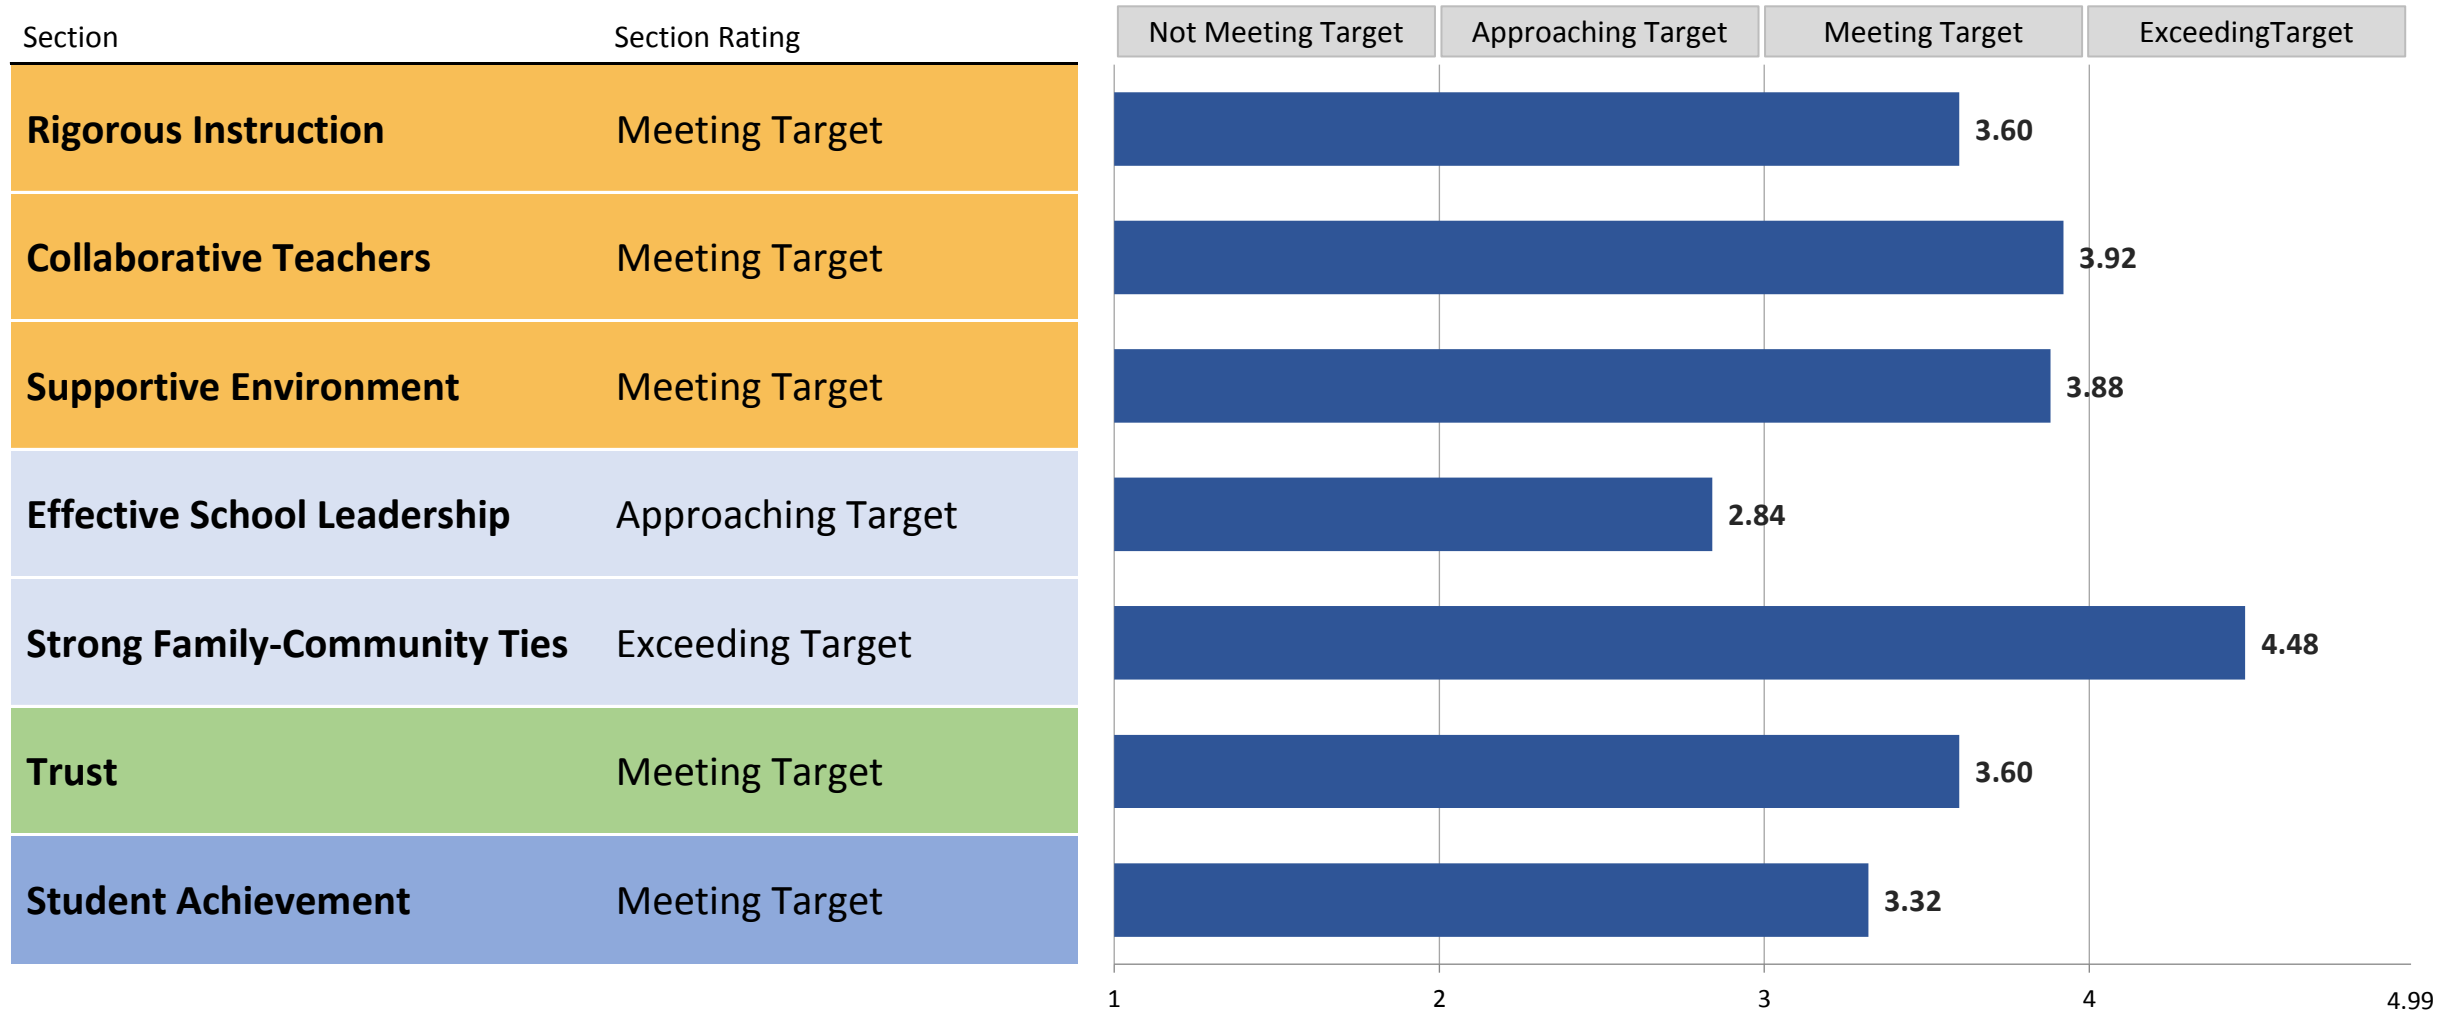 Section Section Rating Not Meeting Target Approaching Target Meeting Target ExceedingTarget
Rigorous Instruction Meeting Target 3.60
Collaborative Teachers Meeting Target 3.92
Supportive Environment Meeting Target 3.88
Effective School Leadership Approaching Target 2.84
Strong Family-Community Ties Exceeding Target 4.48
Trust Meeting Target 3.60
Student Achievement Meeting Target 3.32
1 2 3 4 4.99